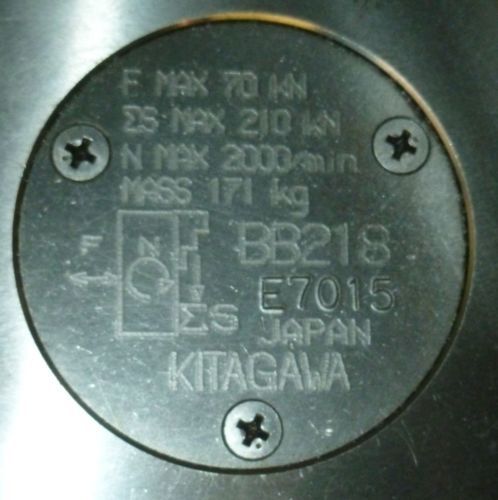 F MAX 70 kN
ΣS MAX 210 kN
N MAX 2000/min
MASS 171 kg
F N BB218
E7015
ΣS JAPAN
KITAGAWA